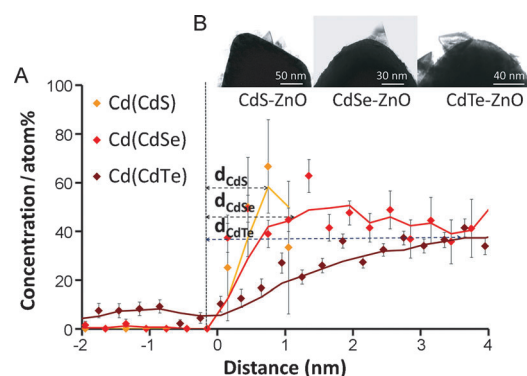 B
50 nm
30 nm
40 nm
CdS-ZnO
CdSe-ZnO
CdTe-ZnO
A
Concentration/atom%
100
80
60
40
20
0
Cd(CdS)
Cd(CdSe)
Cd(CdTe)
dCdS
dCdSe
dCdTe
-2
-1
0
1
2
3
4
Distance (nm)